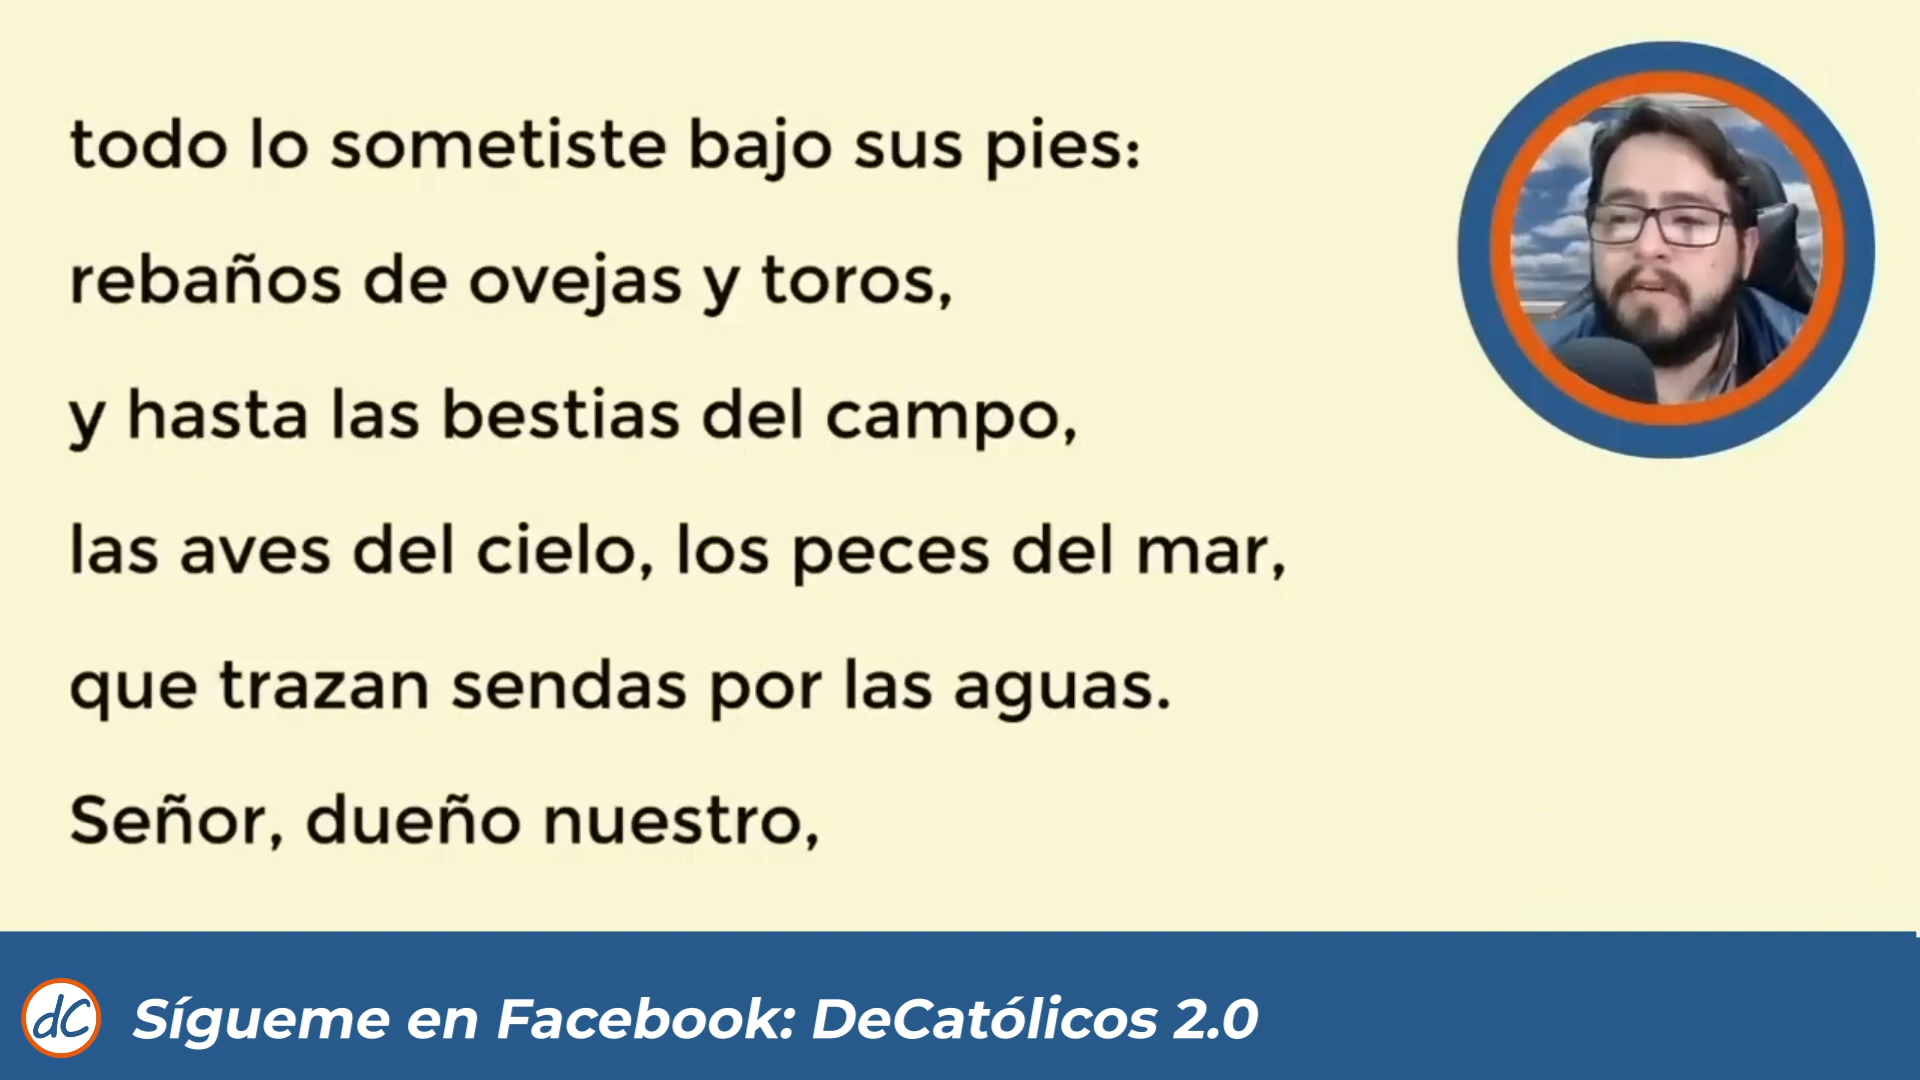 todo lo sometiste bajo sus pies:
rebaños de ovejas y toros,
y hasta las bestias del campo,
las aves del cielo, los peces del mar,
que trazan sendas por las aguas.
Señor, dueño nuestro,
dC Sígueme en Facebook: DeCatólicos 2.0